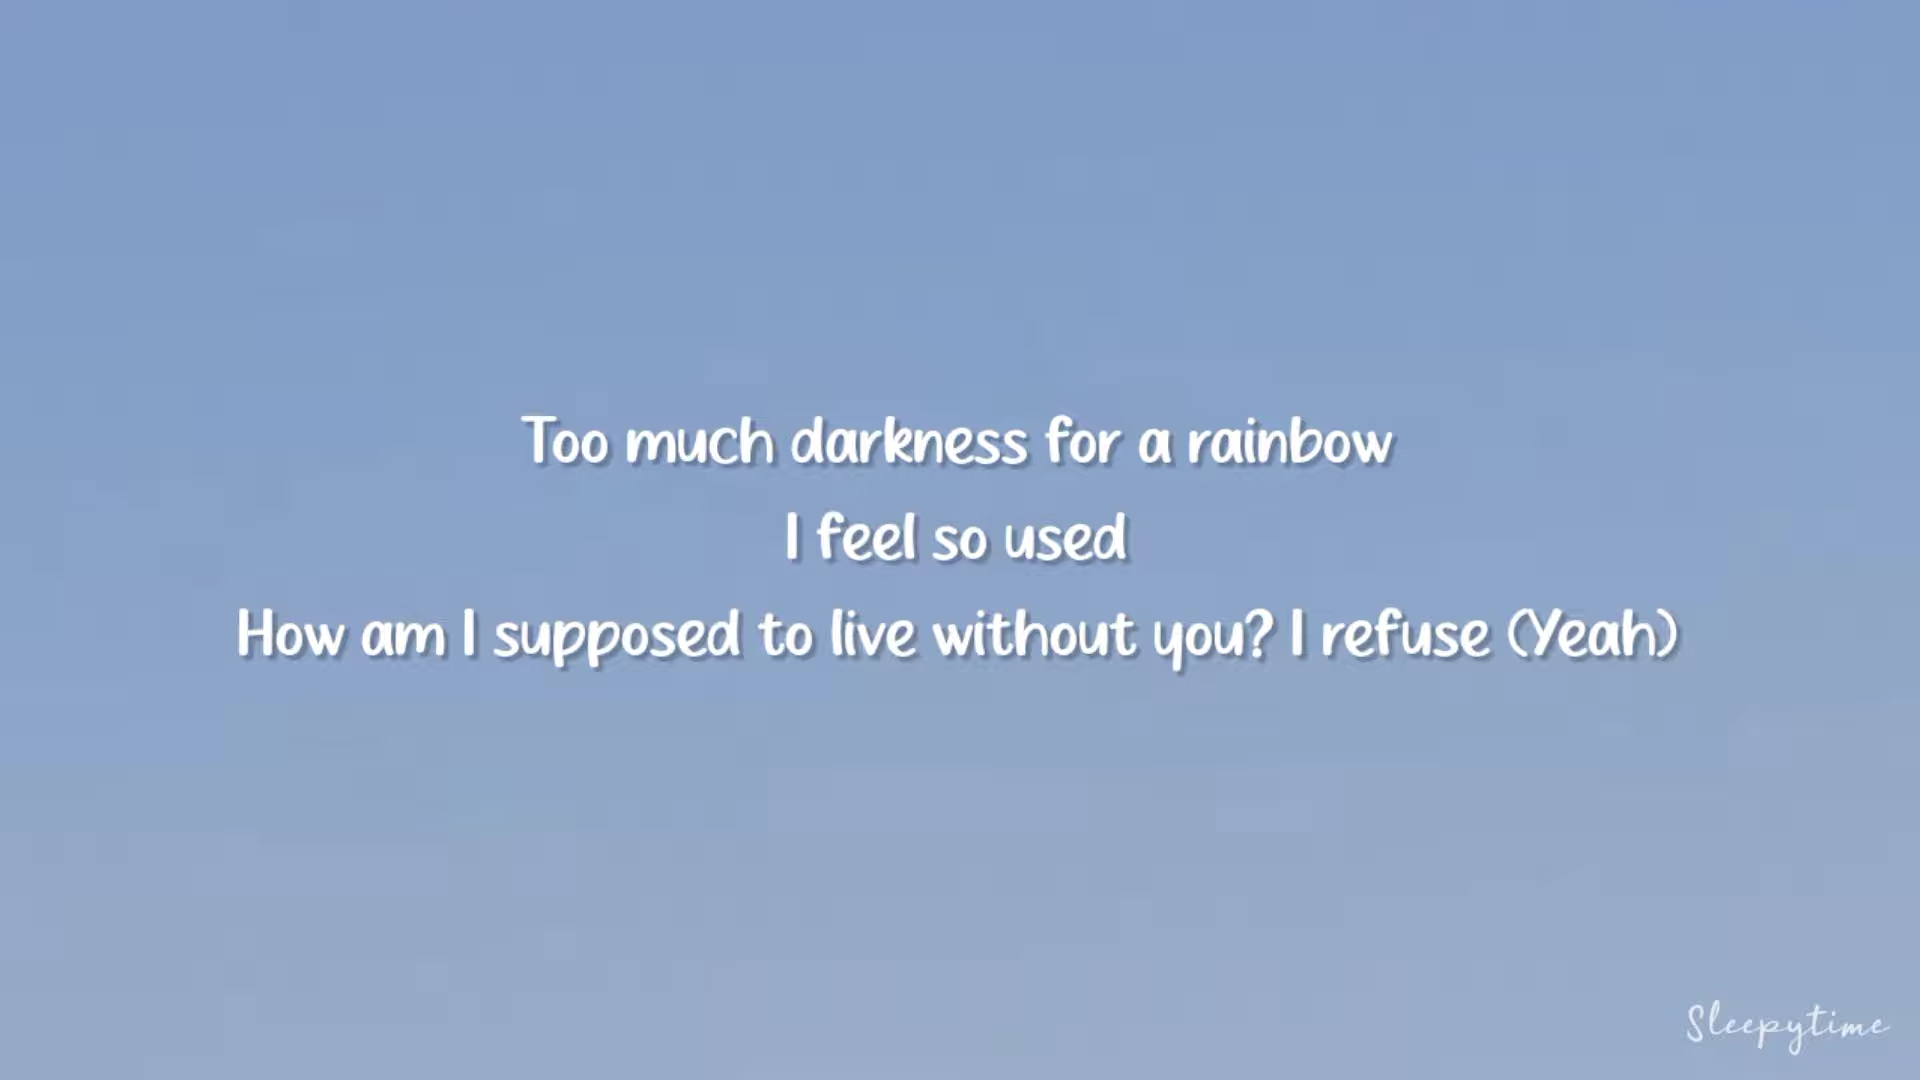 Too much darkness for a rainbow
I feel so used
How am I supposed to live without you? I refuse (Yeah)
Sleepytime